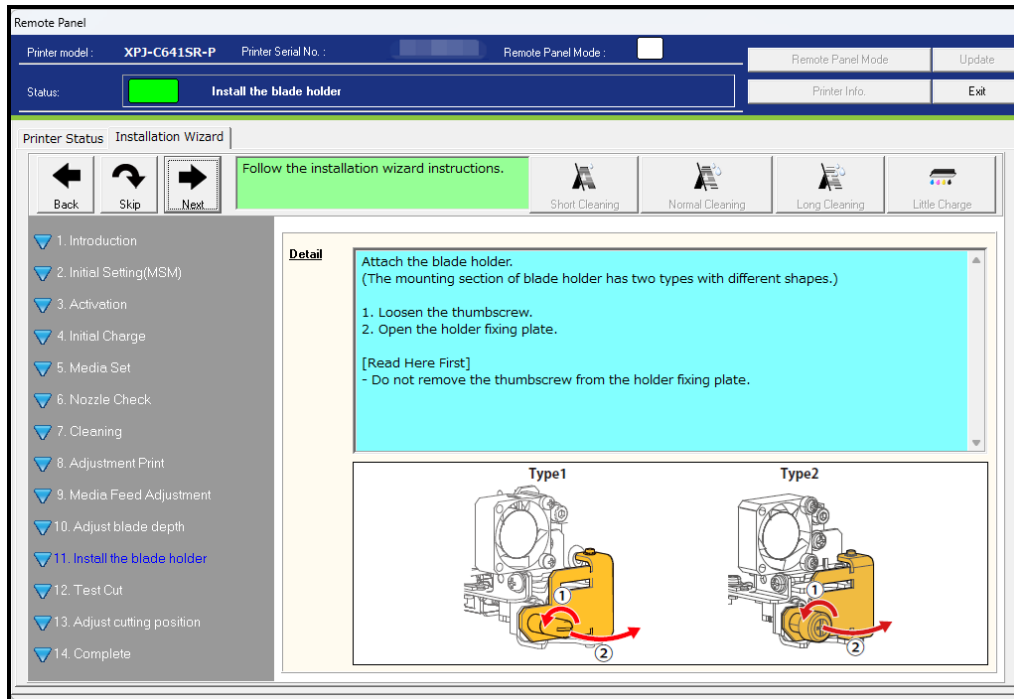 Remote Panel
Printer model : XPJ-C641SR-P Printer Serial No. : Remote Panel Mode :
Remote Panel Mode Update
Status: Install the blade holder
Printer Info. Exit
Printer Status Installation Wizard
Back Skip Next
Follow the installation wizard instructions.
Short Cleaning Normal Cleaning Long Cleaning Little Charge
1. Introduction
2. Initial Setting(MSM)
3. Activation
4. Initial Charge
5. Media Set
6. Nozzle Check
7. Cleaning
8. Adjustment Print
9. Media Feed Adjustment
10. Adjust blade depth
11. Install the blade holder
12. Test Cut
13. Adjust cutting position
14. Complete
Detail
Attach the blade holder.
(The mounting section of blade holder has two types with different shapes.)
1. Loosen the thumbscrew.
2. Open the holder fixing plate.
[Read Here First]
- Do not remove the thumbscrew from the holder fixing plate.
Type1 Type2
1 1
2 2